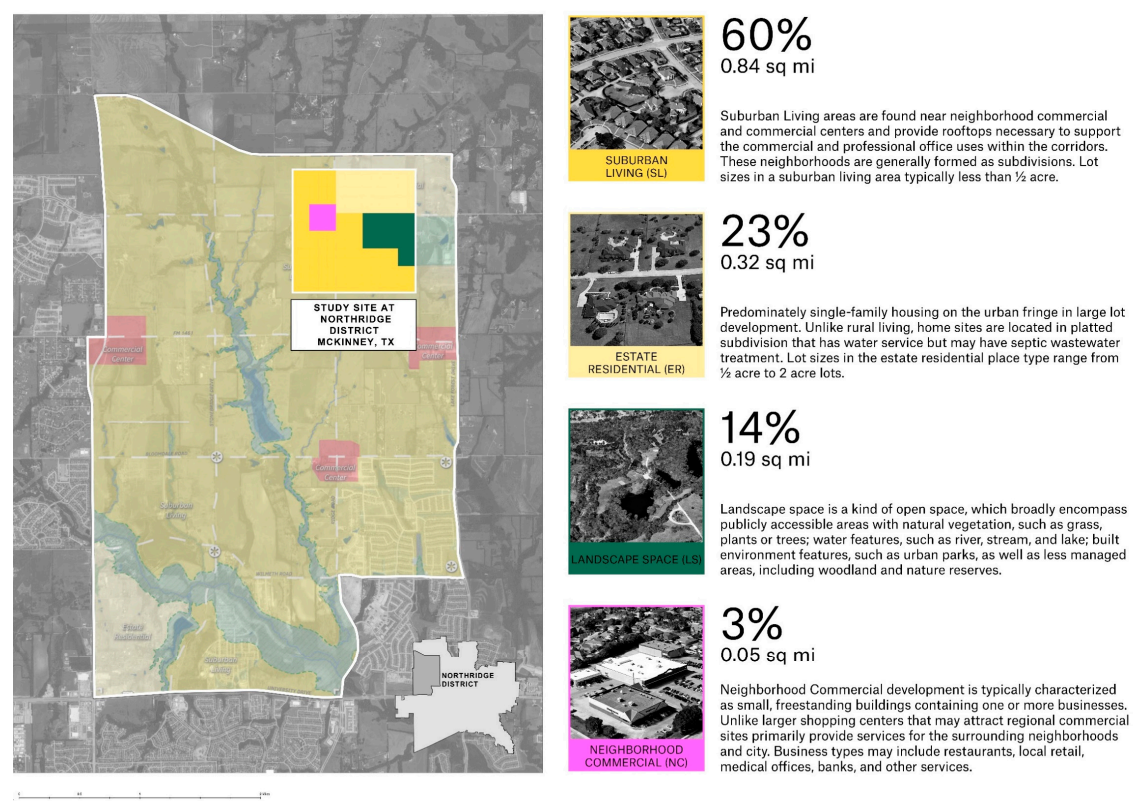 Commercial
Center
STUDY SITE AT
NORTHRIDGE
DISTRICT
MCKINNEY, TX
Center
Commercial
Center
Suburban
Living
Estate
Residential
Suburban
Living
NORTHRIDGE
DISTRICT
SUBURBAN
LIVING (SL)
60%
0.84 sq mi
Suburban Living areas are found near neighborhood commercial
and commercial centers and provide rooftops necessary to support
the commercial and professional office uses within the corridors.
These neighborhoods are generally formed as subdivisions. Lot
sizes in a suburban living area typically less than ½ acre.
ESTATE
RESIDENTIAL (ER)
23%
0.32 sq mi
Predominately single-family housing on the urban fringe in large lot
development. Unlike rural living, home sites are located in platted
subdivision that has water service but may have septic wastewater
treatment. Lot sizes in the estate residential place type range from
½ acre to 2 acre lots.
LANDSCAPE SPACE (LS)
14%
0.19 sq mi
Landscape space is a kind of open space, which broadly encompass
publicly accessible areas with natural vegetation, such as grass,
plants or trees; water features, such as river, stream, and lake; built
environment features, such as urban parks, as well as less managed
areas, including woodland and nature reserves.
NEIGHBORHOOD
COMMERCIAL (NC)
3%
0.05 sq mi
Neighborhood Commercial development is typically characterized
as small, freestanding buildings containing one or more businesses.
Unlike larger shopping centers that may attract regional commercial
sites primarily provide services for the surrounding neighborhoods
and city. Business types may include restaurants, local retail,
medical offices, banks, and other services.